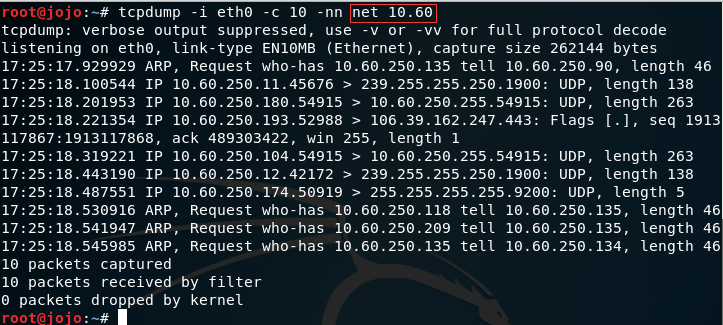 root@jojo:~# tcpdump -i eth0 -c 10 -nn net 10.60
tcpdump: verbose output suppressed, use -v or -vv for full protocol decode
listening on eth0, link-type EN10MB (Ethernet), capture size 262144 bytes
17:25:17.929929 ARP, Request who-has 10.60.250.135 tell 10.60.250.90, length 46
17:25:18.100544 IP 10.60.250.11.45676 > 239.255.255.250.1900: UDP, length 138
17:25:18.201953 IP 10.60.250.180.54915 > 10.60.250.255.54915: UDP, length 263
17:25:18.221354 IP 10.60.250.193.52988 > 106.39.162.247.443: Flags [.], seq 1913
117867:1913117868, ack 489303422, win 255, length 1
17:25:18.319221 IP 10.60.250.104.54915 > 10.60.250.255.54915: UDP, length 263
17:25:18.443190 IP 10.60.250.12.42172 > 239.255.255.250.1900: UDP, length 138
17:25:18.487551 IP 10.60.250.174.50919 > 255.255.255.255.9200: UDP, length 5
17:25:18.530916 ARP, Request who-has 10.60.250.118 tell 10.60.250.135, length 46
17:25:18.541947 ARP, Request who-has 10.60.250.209 tell 10.60.250.135, length 46
17:25:18.545985 ARP, Request who-has 10.60.250.135 tell 10.60.250.134, length 46
10 packets captured
10 packets received by filter
0 packets dropped by kernel
root@jojo:~#